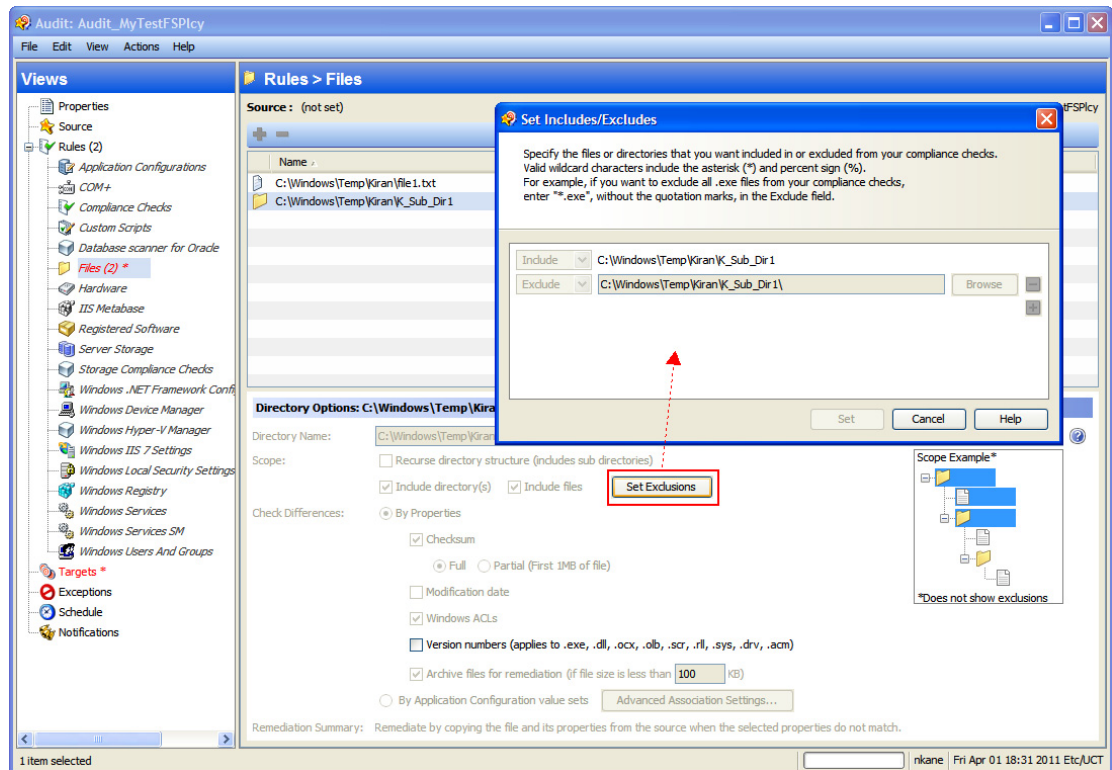 Audit: Audit_MyTestFSPlcy
File Edit View Actions Help
Views
Properties
Source
Rules (2)
Application Configurations
COM+
Compliance Checks
Custom Scripts
Database scanner for Oracle
Files (2) *
Hardware
IIS Metabase
Registered Software
Server Storage
Storage Compliance Checks
Windows .NET Framework Confi
Windows Device Manager
Windows Hyper-V Manager
Windows IIS 7 Settings
Windows Local Security Settings
Windows Registry
Windows Services
Windows Services SM
Windows Users And Groups
Targets *
Exceptions
Schedule
Notifications
Rules > Files
Source : (not set)
tFSPlcy
Name
C:\Windows\Temp\Kiran\file1.txt
C:\Windows\Temp\Kiran\K_Sub_Dir1
Set Includes/Excludes
Specify the files or directories that you want included in or excluded from your compliance checks.
Valid wildcard characters include the asterisk (*) and percent sign (%).
For example, if you want to exclude all .exe files from your compliance checks,
enter "*.exe", without the quotation marks, in the Exclude field.
Include C:\Windows\Temp\Kiran\K_Sub_Dir1
Exclude C:\Windows\Temp\Kiran\K_Sub_Dir1\ Browse
Set Cancel Help
Directory Options: C:\Windows\Temp\Kira
Directory Name: C:\Windows\Temp\Kiran
Scope: Recurse directory structure (includes sub directories)
Include directory(s) Include files Set Exclusions
Check Differences: By Properties
Checksum
Full Partial (First 1MB of file)
Modification date
Windows ACLs
Version numbers (applies to .exe, .dll, .ocx, .olb, .scr, .rll, .sys, .drv, .acm)
Archive files for remediation (if file size is less than 100 KB)
By Application Configuration value sets Advanced Association Settings...
Remediation Summary: Remediate by copying the file and its properties from the source when the selected properties do not match.
Scope Example*
*Does not show exclusions
1 item selected
nkane Fri Apr 01 18:31 2011 Etc/UCT